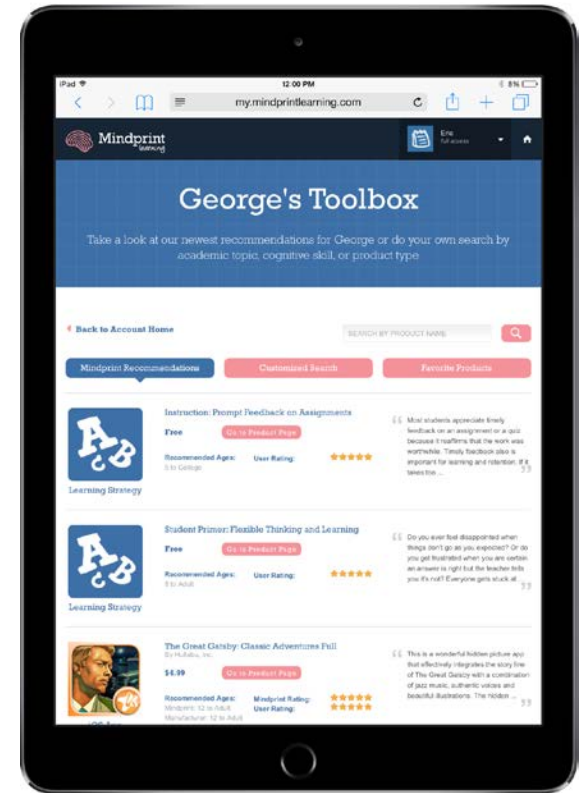 iPad
12:00 PM
8%
my.mindprintlearning.com
Mindprint
learning
Full access
George's Toolbox
Take a look at our newest recommendations for George or do your own search by
academic topic, cognitive skill, or product type
Back to Account Home
SEARCH BY PRODUCT NAME
Mindprint Recommendations
Customized Search
Favorite Products
A B C
Learning Strategy
Instruction: Prompt Feedback on Assignments
Free
Go to Product Page
Recommended Ages:
User Rating:
5 to College
Most students appreciate timely
feedback on an assignment or a quiz
because it reaffirms that the work was
worthwhile. Timely feedback also is
important for learning and retention. If it
takes too ...
A B C
Learning Strategy
Student Primer: Flexible Thinking and Learning
Free
Go to Product Page
Recommended Ages:
User Rating:
Do you ever feel disappointed when
things don't go as you expected? Or do
you get frustrated when you are certain
an answer is right but the teacher tells
you it's not? Everyone gets stuck at ...
The Great Gatsby: Classic Adventures Full
$4.99
Go to Product Page
Recommended Ages:
Mindprint: 12 to Adult
Manufacturer: 12 to Adult
Mindprint Rating:
User Rating:
This is a wonderful hidden picture app
that effectively integrates the story line
of The Great Gatsby with a combination
of jazz music, authentic voices and
beautiful illustrations. The hidden ...
iOS App